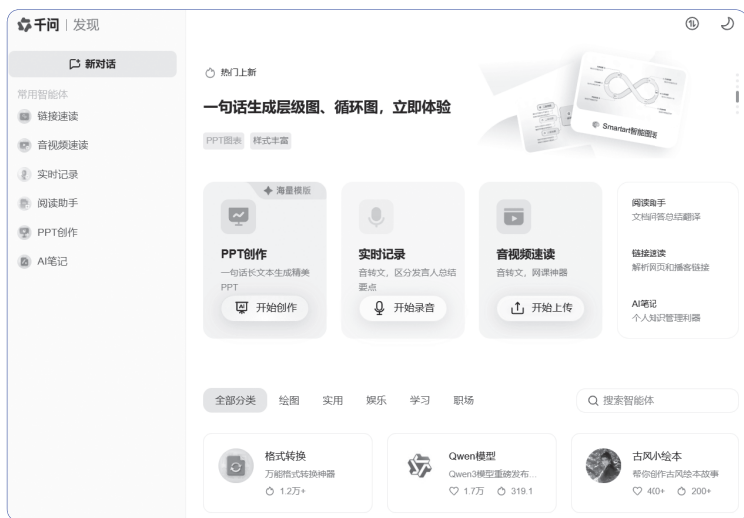 千问 | 发现
新对话
常用智能体
链接速读
音视频速读
实时记录
阅读助手
PPT创作
AI笔记
热门上新
一句话生成层级图、循环图，立即体验
PPT图表 样式丰富
Smartart智能图形
海量模版
PPT创作
一句话长文本生成精美
PPT
开始创作
实时记录
音转文，区分发言人总结
要点
开始录音
音视频速读
音转文，网课神器
开始上传
阅读助手
文档问答总结翻译
链接速读
解析网页和播客链接
AI笔记
个人知识管理利器
全部分类 绘图 实用 娱乐 学习 职场
搜索智能体
格式转换
万能格式转换神器
1.2万+
Qwen模型
Qwen3模型重磅发布...
1.7万 319.1
古风小绘本
帮你创作古风绘本故事
400+ 200+